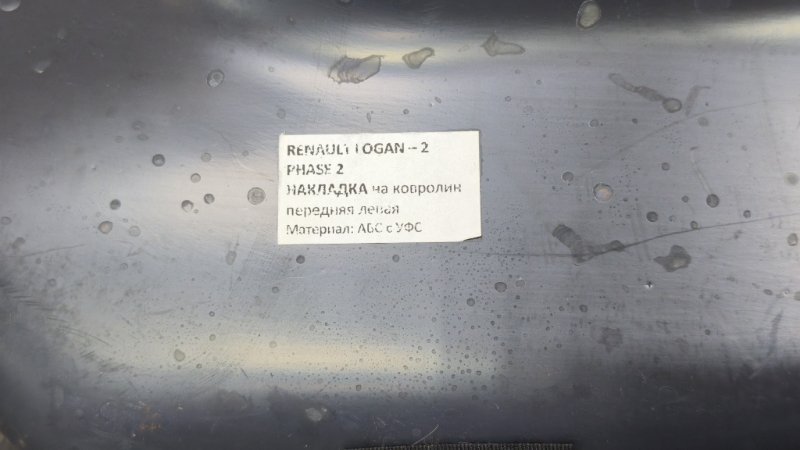 RENAULT LOGAN – 2
PHASE 2
НАКЛАДКА на ковролин
передняя левая
Материал: АБС с УФС